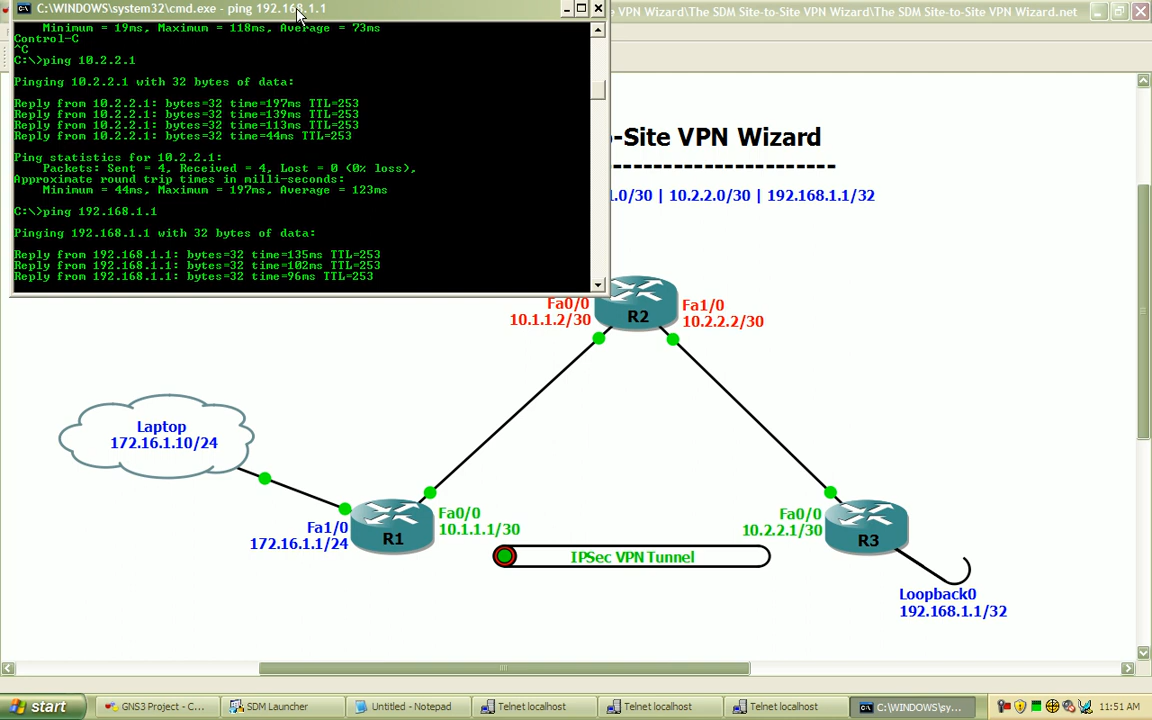 C:\WINDOWS\system32\cmd.exe - ping 192.168.1.1
VPN Wizard\The SDM Site-to-Site VPN Wizard\The SDM Site-to-Site VPN Wizard.net
Minimum = 19ms, Maximum = 118ms, Average = 73ms
Control-C
^C
C:\>ping 10.2.2.1
Pinging 10.2.2.1 with 32 bytes of data:
Reply from 10.2.2.1: bytes=32 time=197ms TTL=253
Reply from 10.2.2.1: bytes=32 time=139ms TTL=253
Reply from 10.2.2.1: bytes=32 time=113ms TTL=253
Reply from 10.2.2.1: bytes=32 time=44ms TTL=253
Ping statistics for 10.2.2.1:
Packets: Sent = 4, Received = 4, Lost = 0 (0% loss),
Approximate round trip times in milli-seconds:
Minimum = 44ms, Maximum = 197ms, Average = 123ms
C:\>ping 192.168.1.1
Pinging 192.168.1.1 with 32 bytes of data:
Reply from 192.168.1.1: bytes=32 time=135ms TTL=253
Reply from 192.168.1.1: bytes=32 time=102ms TTL=253
Reply from 192.168.1.1: bytes=32 time=96ms TTL=253
-Site VPN Wizard
.0/30 | 10.2.2.0/30 | 192.168.1.1/32
Fa0/0
10.1.1.2/30
R2
Fa1/0
10.2.2.2/30
Laptop
172.16.1.10/24
Fa1/0
172.16.1.1/24
R1
Fa0/0
10.1.1.1/30
IPSec VPN Tunnel
Fa0/0
10.2.2.1/30
R3
Loopback0
192.168.1.1/32
start
GNS3 Project - C...
SDM Launcher
Untitled - Notepad
Telnet localhost
Telnet localhost
Telnet localhost
C:\WINDOWS\sy...
11:51 AM